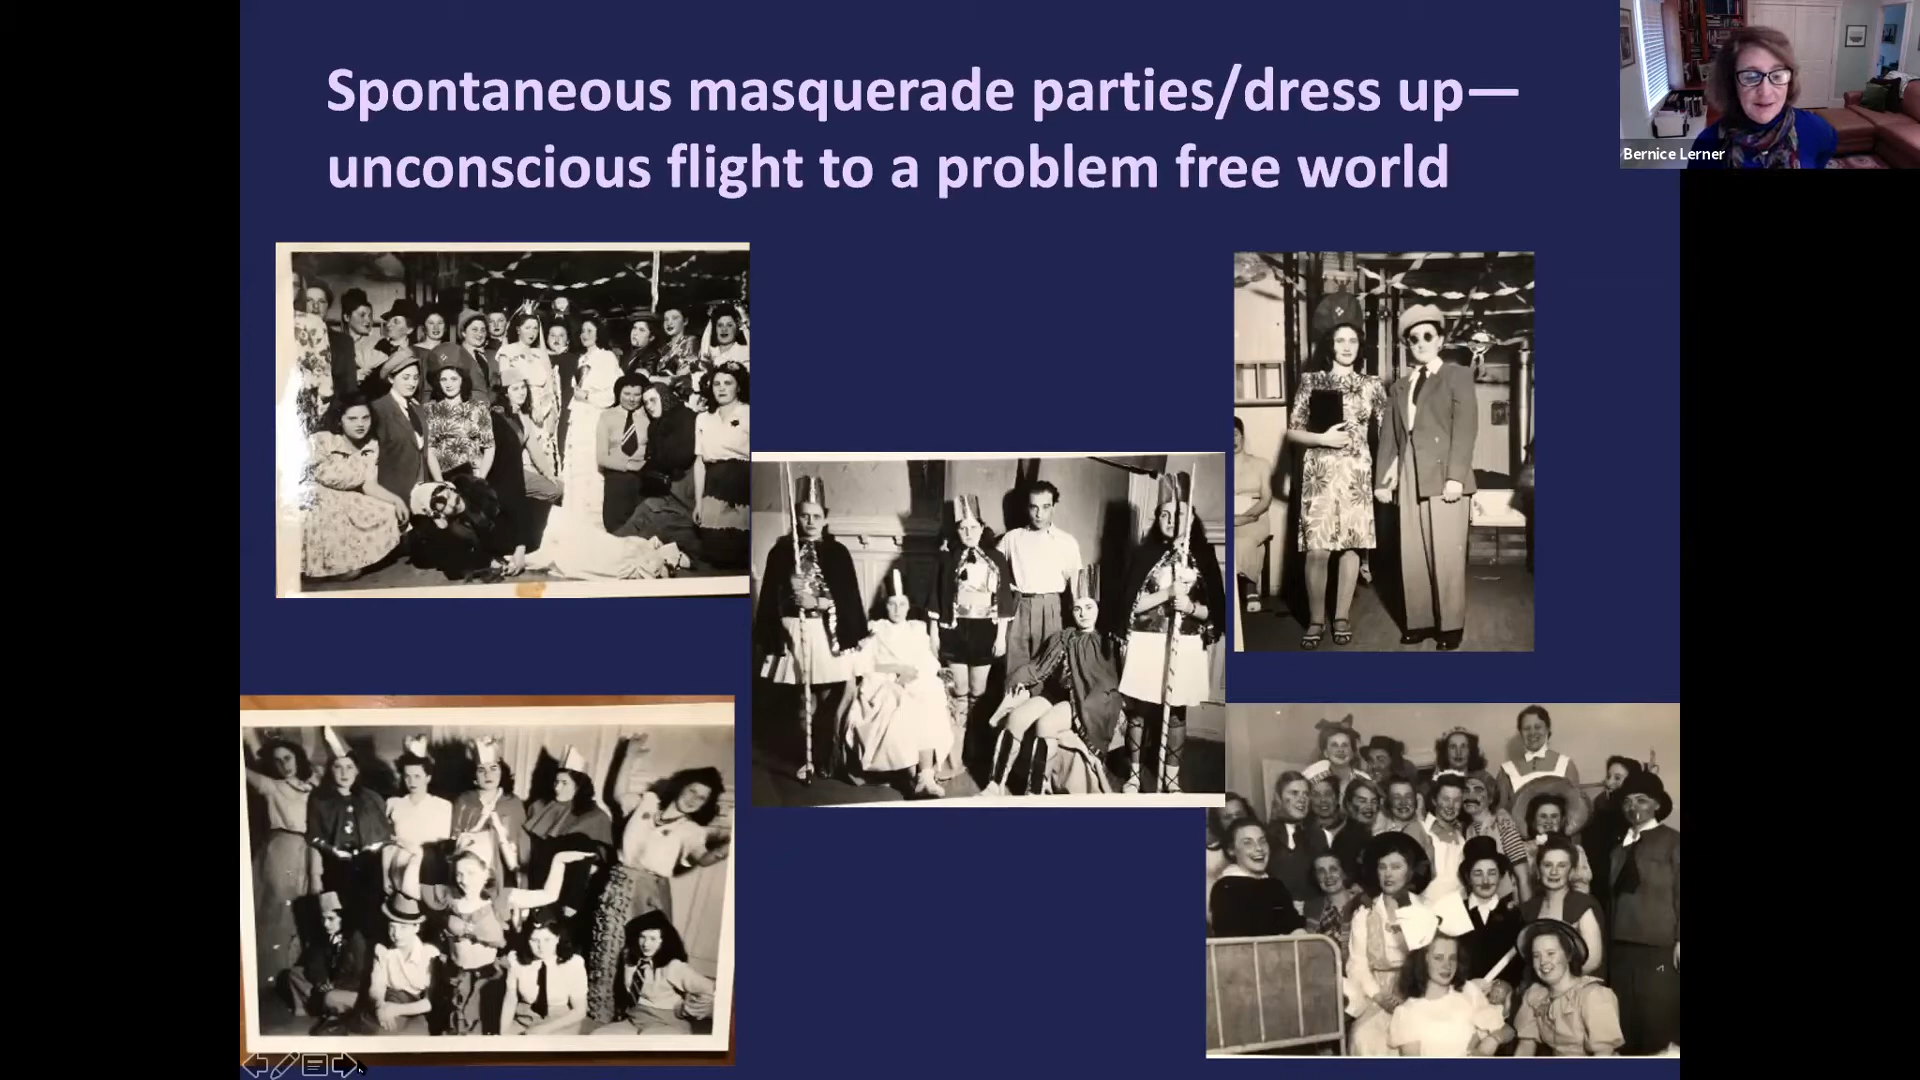 Spontaneous masquerade parties/dress up—
unconscious flight to a problem free world
Bernice Lerner